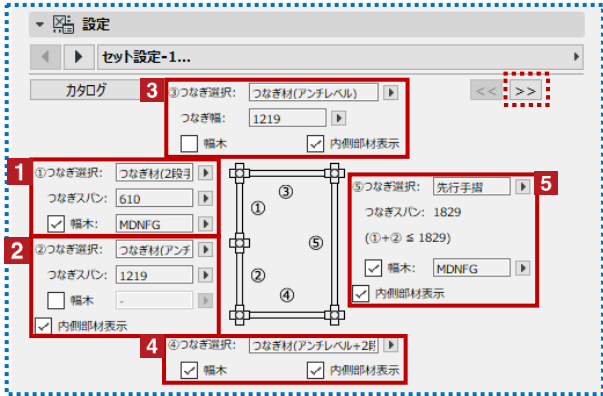 設定
セット設定-1...
カタログ
<< >>
3
③つなぎ選択: つなぎ材(アンチレベル)
つなぎ幅: 1219
幅木 内側部材表示
1
①つなぎ選択: つなぎ材(2段手
つなぎスパン: 610
幅木: MDNFG
2
②つなぎ選択: つなぎ材(アンチ
つなぎスパン: 1219
幅木 -
内側部材表示
③
①
⑤
②
④
5
⑤つなぎ選択: 先行手摺
つなぎスパン: 1829
(①+② ≦ 1829)
幅木: MDNFG
内側部材表示
4
④つなぎ選択: つなぎ材(アンチレベル+2段
幅木 内側部材表示